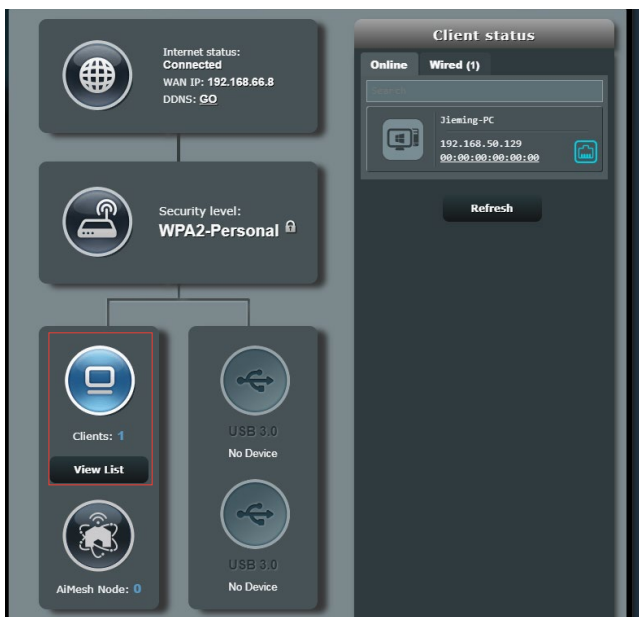 Internet status:
Connected
WAN IP: 192.168.66.8
DDNS: GO
Security level:
WPA2-Personal
Clients: 1
View List
AiMesh Node: 0
USB 3.0
No Device
USB 3.0
No Device
Client status
Online Wired (1)
Search
Jieming-PC
192.168.50.129
00:00:00:00:00:00
Refresh